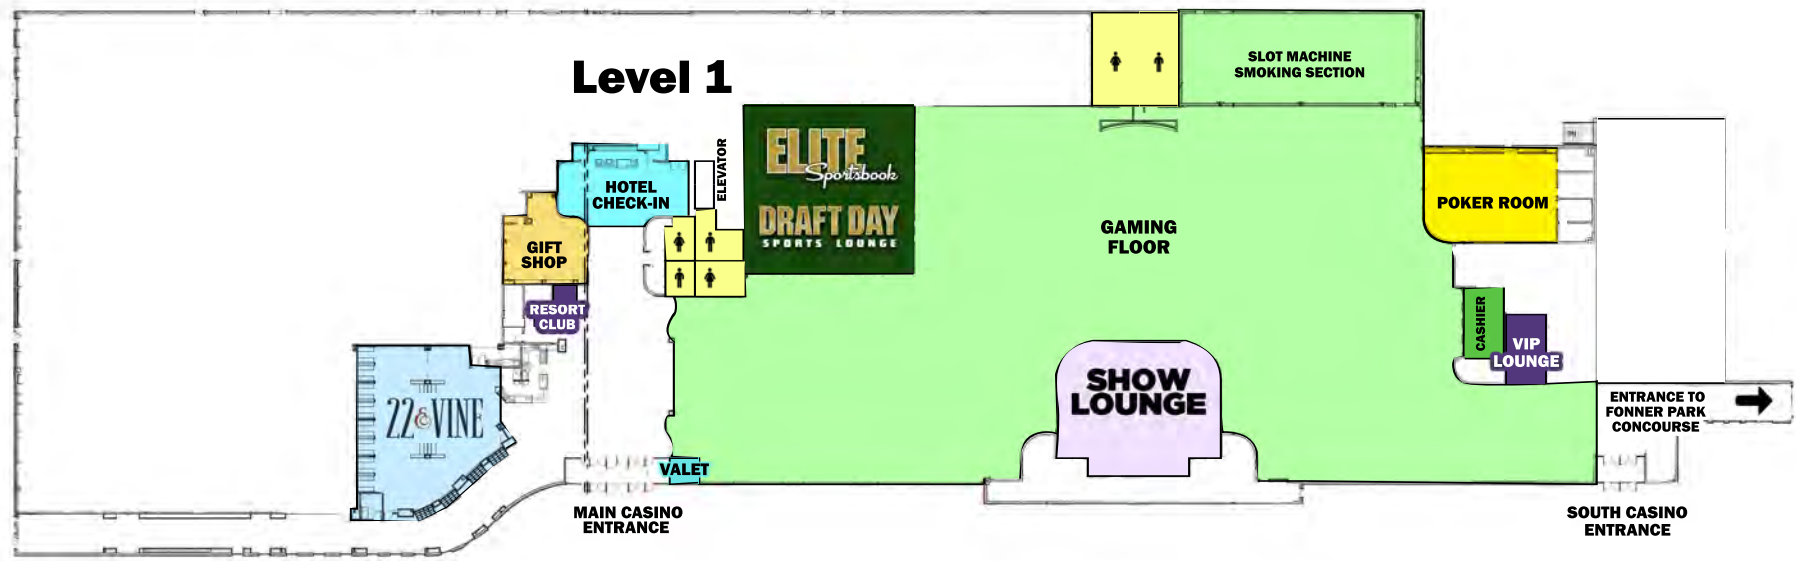 Level 1
SLOT MACHINE
SMOKING SECTION
ELITE
Sportsbook
DRAFT DAY
SPORTS LOUNGE
ELEVATOR
HOTEL
CHECK-IN
GIFT
SHOP
RESORT
CLUB
22 & VINE
GAMING
FLOOR
POKER ROOM
CASHIER
VIP
LOUNGE
SHOW
LOUNGE
ENTRANCE TO
FONNER PARK
CONCOURSE
VALET
MAIN CASINO
ENTRANCE
SOUTH CASINO
ENTRANCE